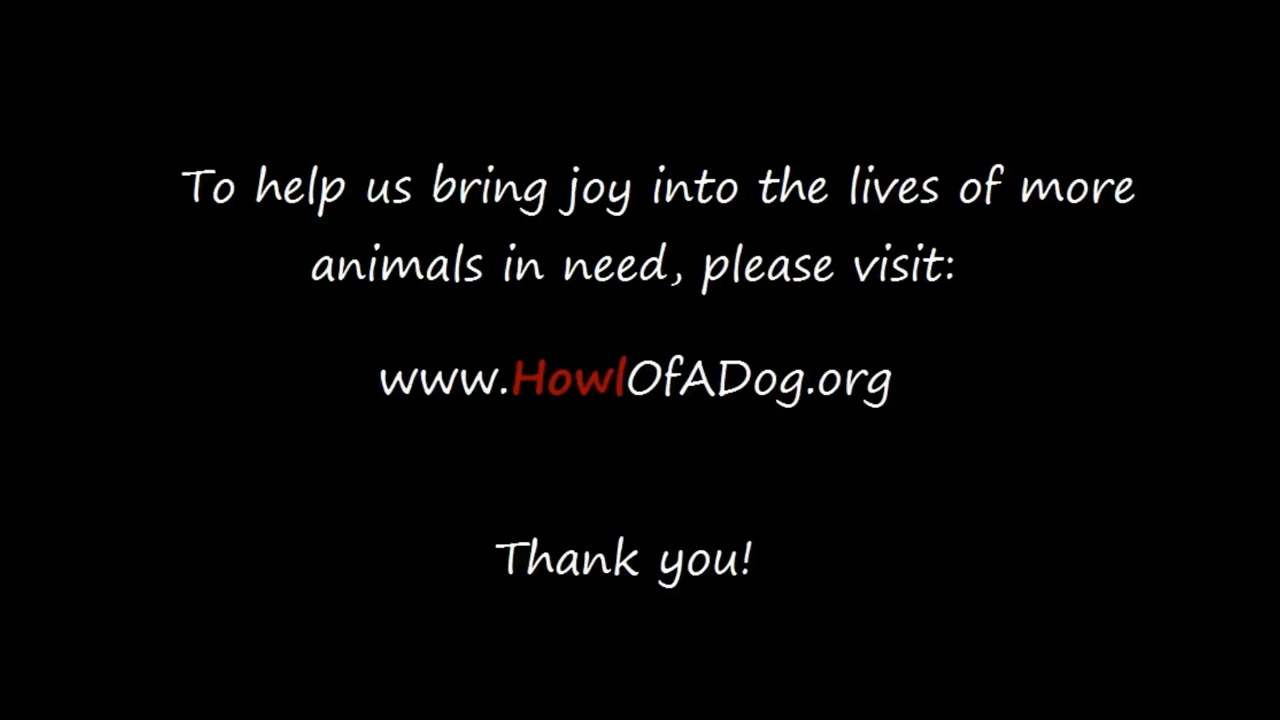 To help us bring joy into the lives of more
animals in need, please visit:
www.HowlOfADog.org
Thank you!